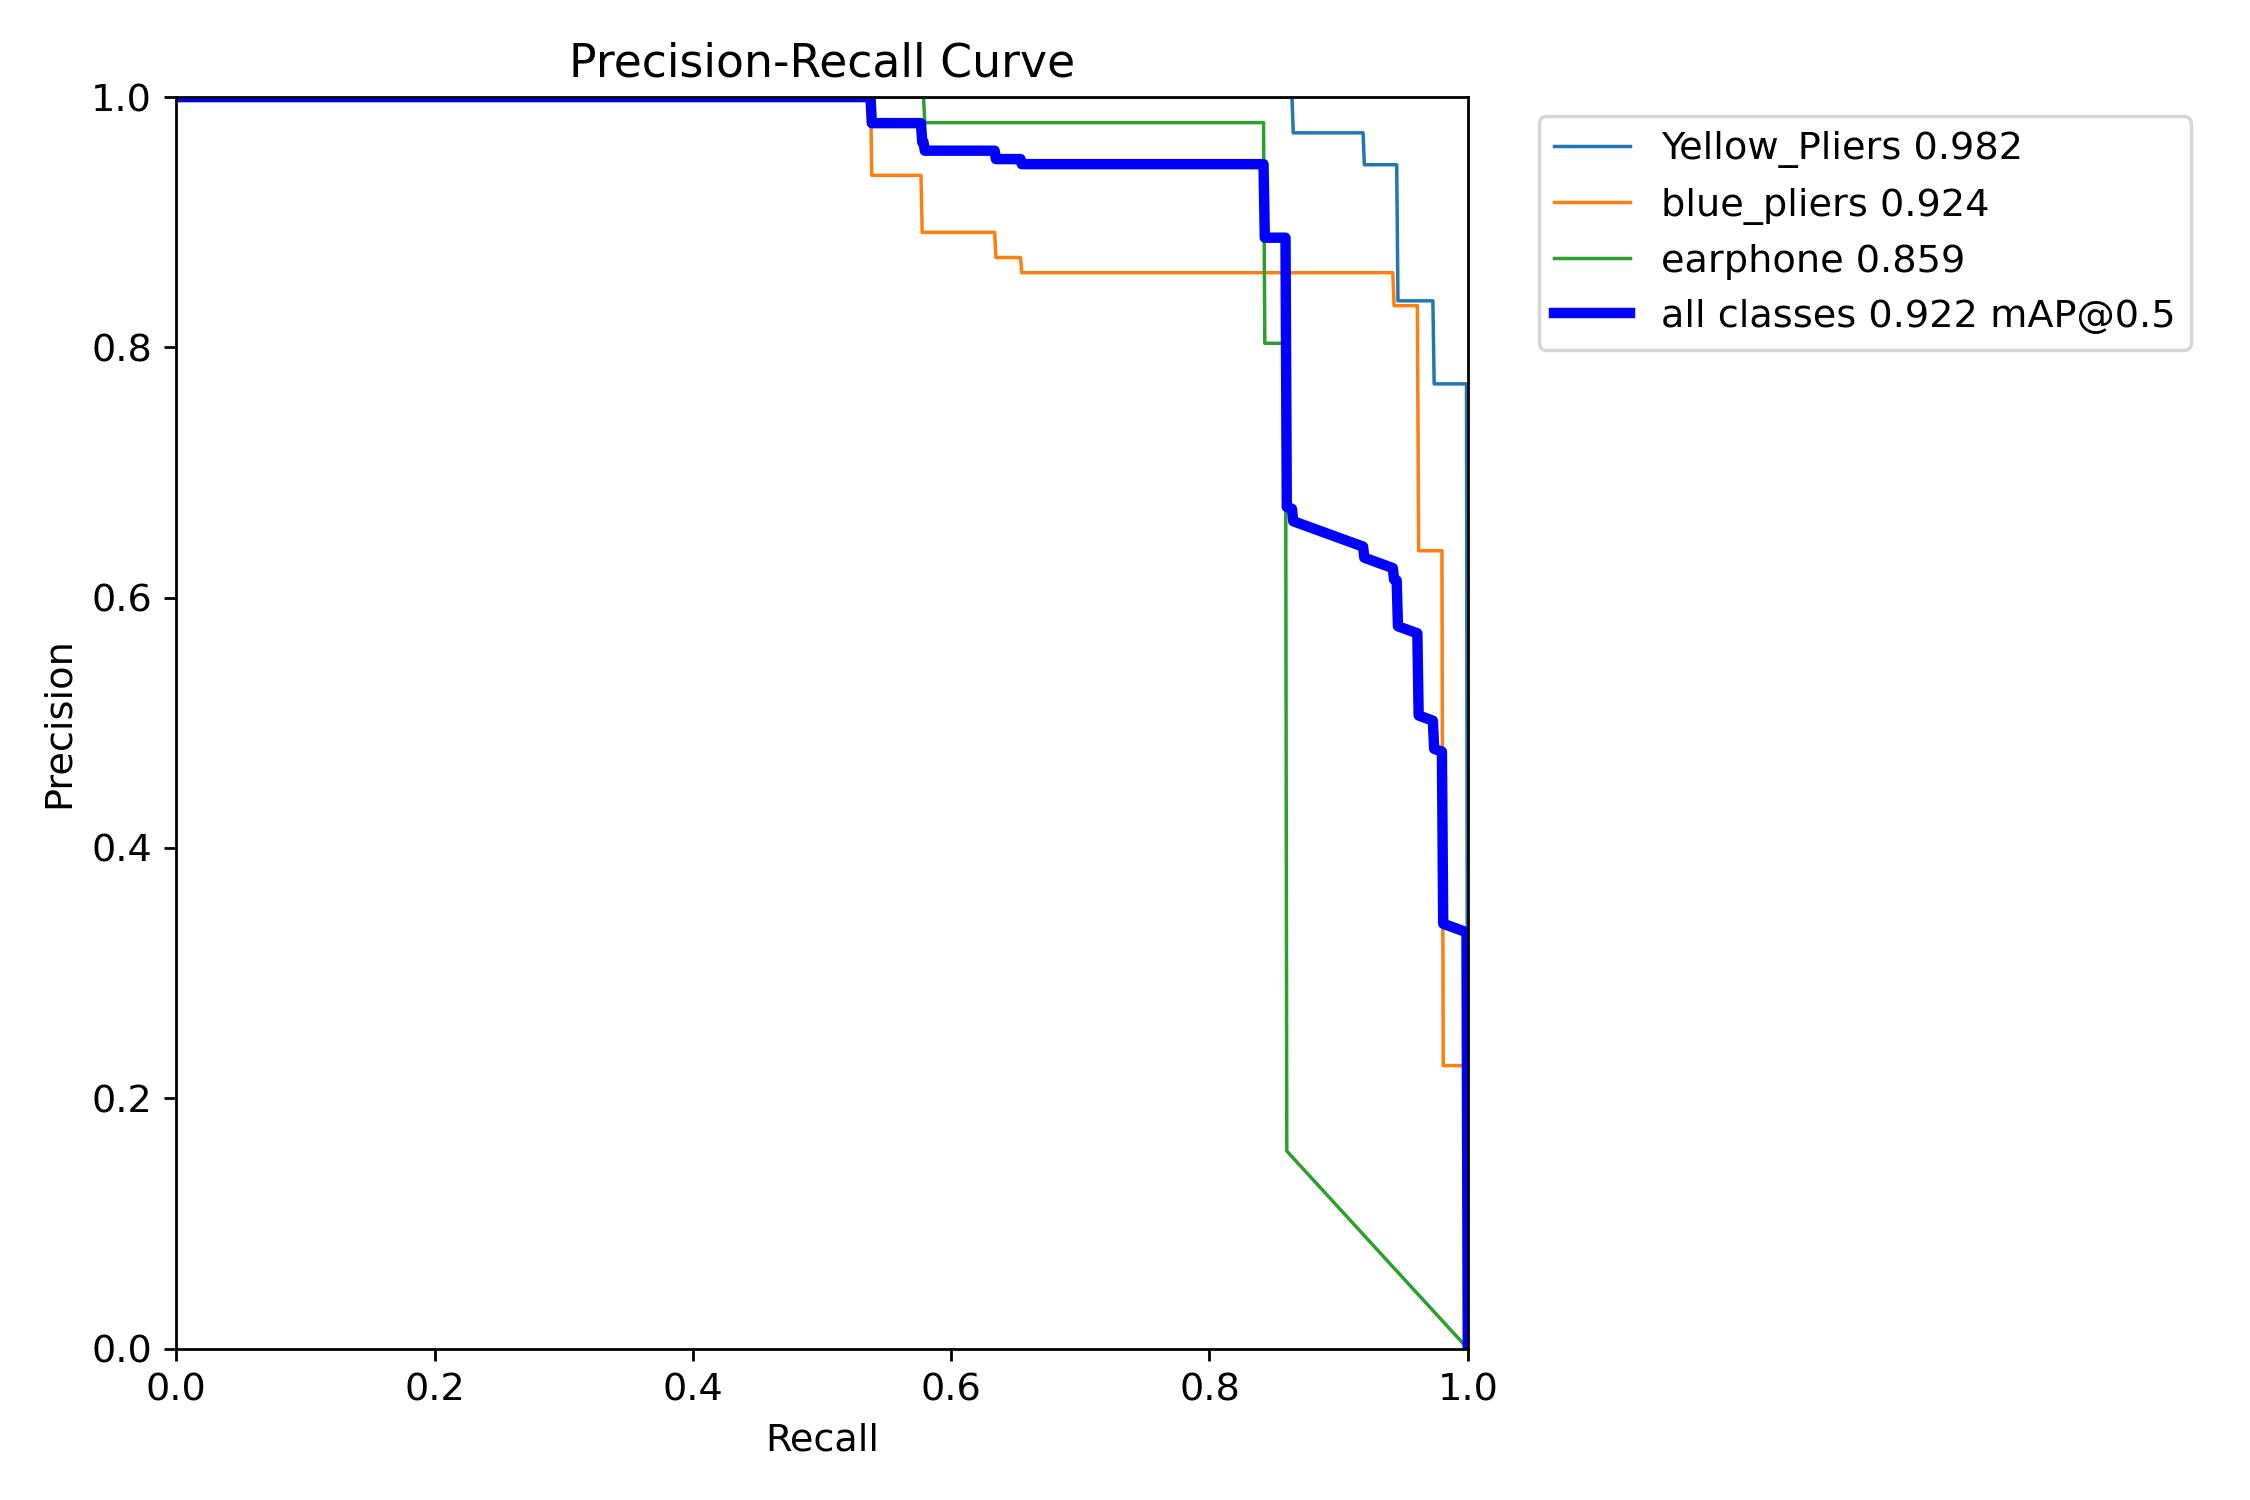 Precision-Recall Curve
1.0
0.8
0.6
0.4
0.2
0.0
Precision
0.0 0.2 0.4 0.6 0.8 1.0
Recall
Yellow_Pliers 0.982
blue_pliers 0.924
earphone 0.859
all classes 0.922 mAP@0.5